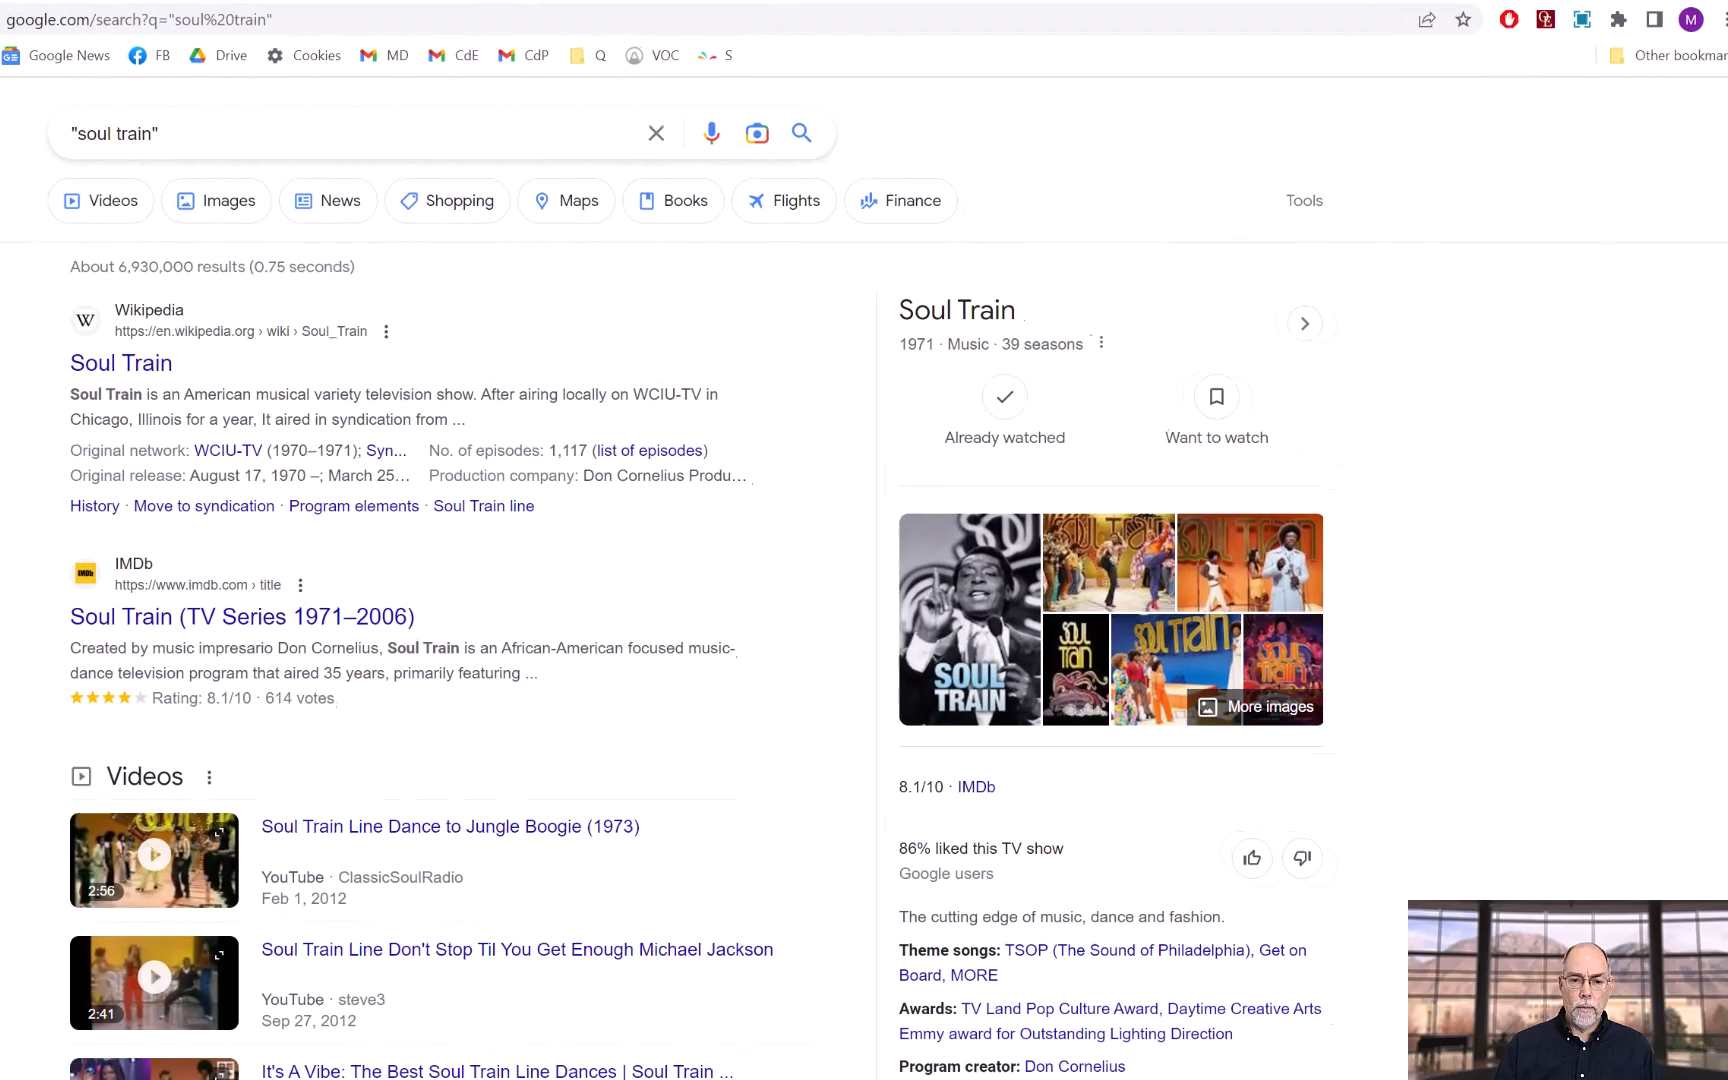 google.com/search?q="soul%20train"
M
Google News FB Drive Cookies MD CdE CdP Q VOC S Other bookmar
"soul train"
Videos Images News Shopping Maps Books Flights Finance Tools
About 6,930,000 results (0.75 seconds)
W
Wikipedia
https://en.wikipedia.org › wiki › Soul_Train
Soul Train
Soul Train is an American musical variety television show. After airing locally on WCIU-TV in
Chicago, Illinois for a year, It aired in syndication from ...
Original network: WCIU-TV (1970–1971); Syn... No. of episodes: 1,117 (list of episodes)
Original release: August 17, 1970 –; March 25... Production company: Don Cornelius Produ...
History · Move to syndication · Program elements · Soul Train line
IMDb
IMDb
https://www.imdb.com › title
Soul Train (TV Series 1971–2006)
Created by music impresario Don Cornelius, Soul Train is an African-American focused music-
dance television program that aired 35 years, primarily featuring ...
Rating: 8.1/10 · 614 votes
Videos
2:56
Soul Train Line Dance to Jungle Boogie (1973)
YouTube · ClassicSoulRadio
Feb 1, 2012
2:41
Soul Train Line Don't Stop Til You Get Enough Michael Jackson
YouTube · steve3
Sep 27, 2012
It's A Vibe: The Best Soul Train Line Dances | Soul Train ...
Soul Train
1971 · Music · 39 seasons
Already watched Want to watch
SOUL
TRAIN
SOUL TRAIN
SOUL TRAIN
SOUL
TRAIN
SOUL TRAIN
SOUL
TRAIN
More images
8.1/10 · IMDb
86% liked this TV show
Google users
The cutting edge of music, dance and fashion.
Theme songs: TSOP (The Sound of Philadelphia), Get on
Board, MORE
Awards: TV Land Pop Culture Award, Daytime Creative Arts
Emmy award for Outstanding Lighting Direction
Program creator: Don Cornelius